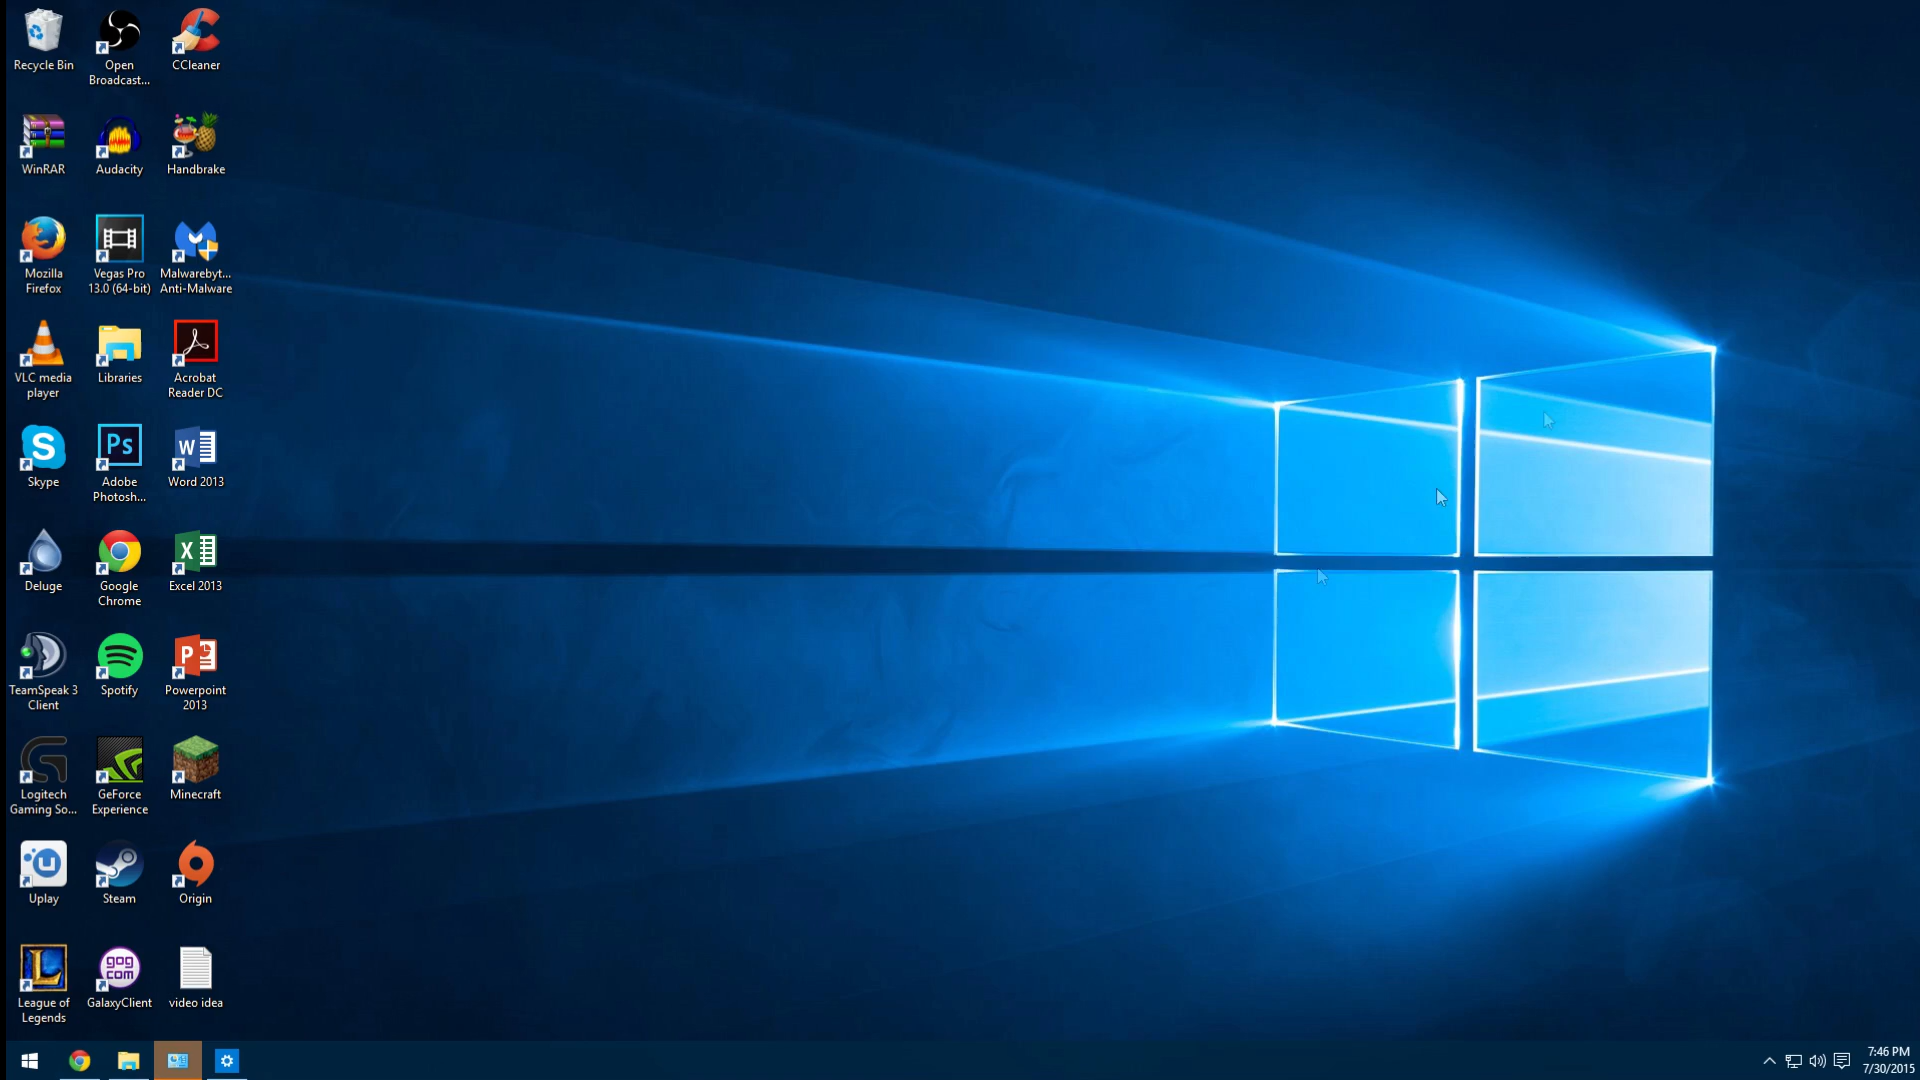 Recycle Bin
Open
Broadcast...
CCleaner
WinRAR
Audacity
Handbrake
Mozilla
Firefox
Vegas Pro
13.0 (64-bit)
Malwarebyt...
Anti-Malware
VLC media
player
Libraries
Acrobat
Reader DC
Skype
Ps
Adobe
Photosh...
W
Word 2013
Deluge
Google
Chrome
X
Excel 2013
TeamSpeak 3
Client
Spotify
P
Powerpoint
2013
Logitech
Gaming So...
GeForce
Experience
Minecraft
Uplay
Steam
Origin
L
League of
Legends
gog
com
GalaxyClient
video idea
7:46 PM
7/30/2015